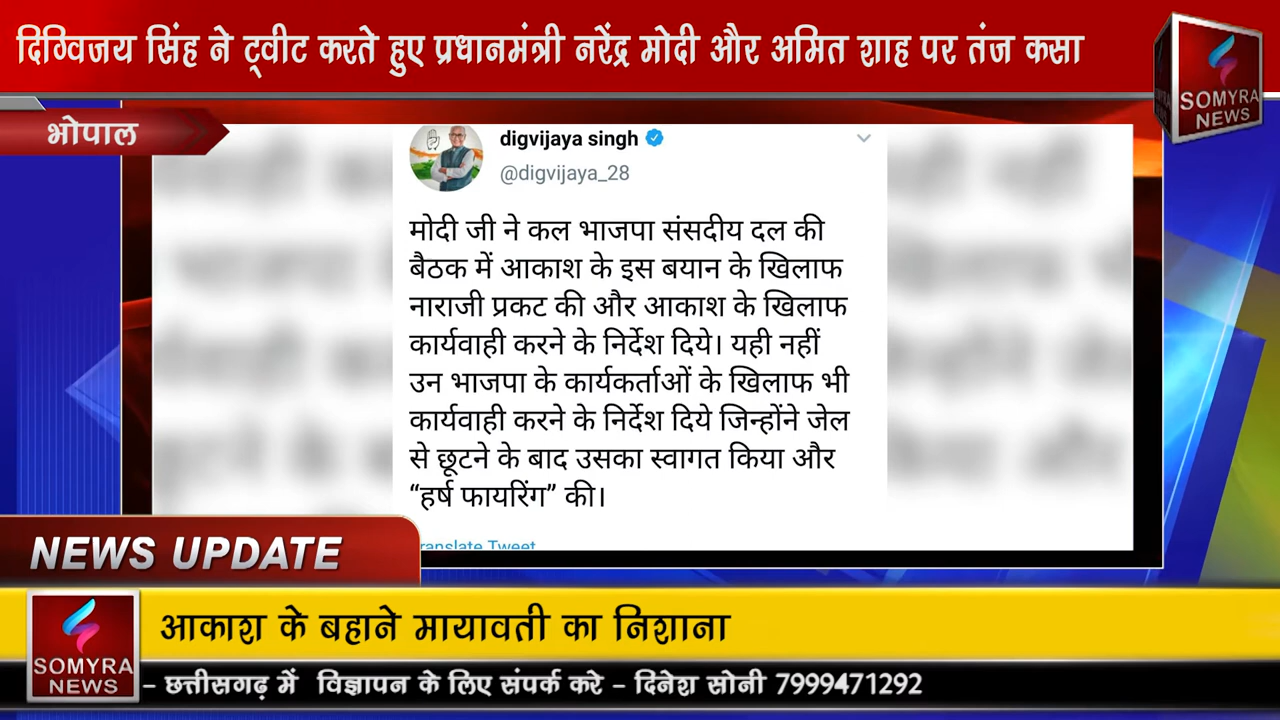 दिग्विजय सिंह ने ट्वीट करते हुए प्रधानमंत्री नरेंद्र मोदी और अमित शाह पर तंज कसा
SOMYRA
NEWS
भोपाल
digvijaya singh
@digvijaya_28
मोदी जी ने कल भाजपा संसदीय दल की
बैठक में आकाश के इस बयान के खिलाफ
नाराजी प्रकट की और आकाश के खिलाफ
कार्यवाही करने के निर्देश दिये। यही नहीं
उन भाजपा के कार्यकर्ताओं के खिलाफ भी
कार्यवाही करने के निर्देश दिये जिन्होंने जेल
से छूटने के बाद उसका स्वागत किया और
“हर्ष फायरिंग” की।
Translate Tweet
NEWS UPDATE
आकाश के बहाने मायावती का निशाना
SOMYRA
NEWS
– छत्तीसगढ़ में विज्ञापन के लिए संपर्क करे – दिनेश सोनी 7999471292